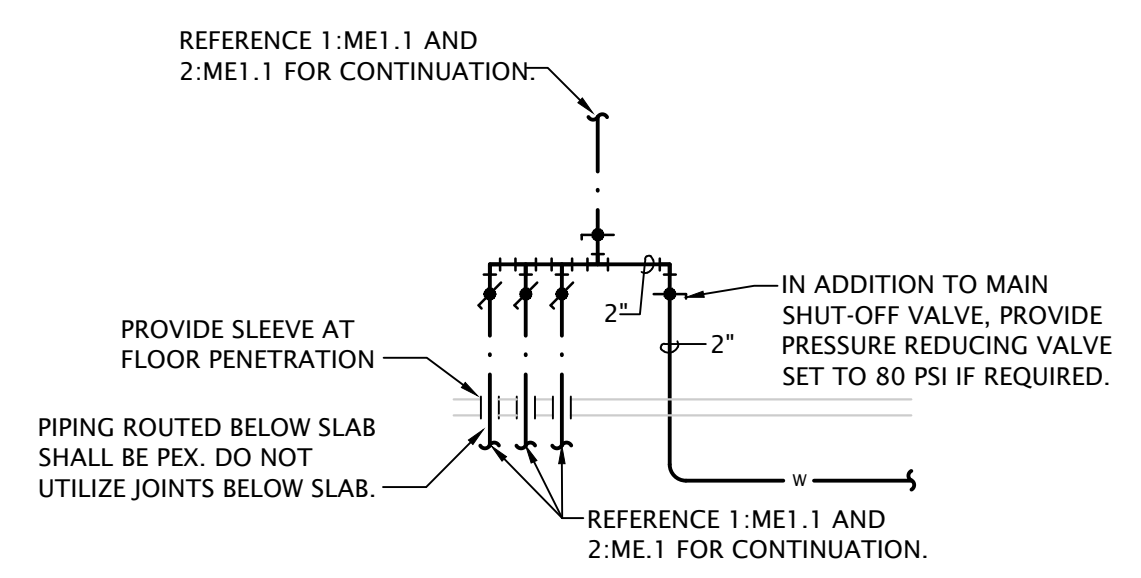 REFERENCE 1:ME1.1 AND
2:ME1.1 FOR CONTINUATION.
IN ADDITION TO MAIN
SHUT-OFF VALVE, PROVIDE
PRESSURE REDUCING VALVE
SET TO 80 PSI IF REQUIRED.
2"
2"
PROVIDE SLEEVE AT
FLOOR PENETRATION
PIPING ROUTED BELOW SLAB
SHALL BE PEX. DO NOT
UTILIZE JOINTS BELOW SLAB.
W
REFERENCE 1:ME1.1 AND
2:ME.1 FOR CONTINUATION.